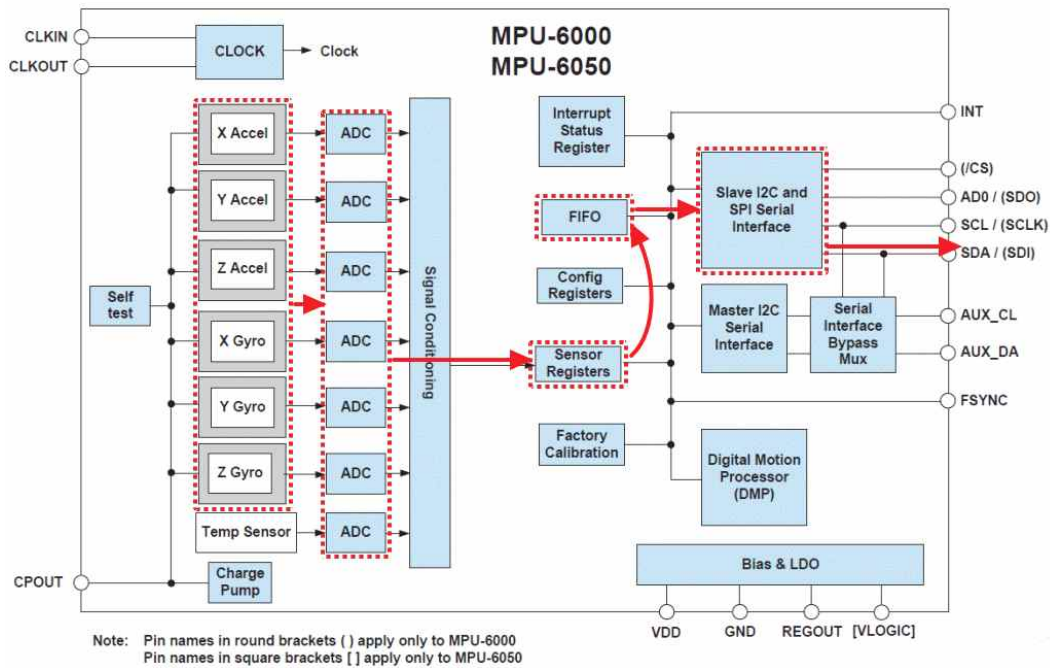 MPU-6000
MPU-6050
CLKIN
CLKOUT
CLOCK
Clock
X Accel
Y Accel
Z Accel
X Gyro
Y Gyro
Z Gyro
Temp Sensor
ADC
ADC
ADC
ADC
ADC
ADC
ADC
Self
test
Signal Conditioning
CPOUT
Charge
Pump
Interrupt
Status
Register
FIFO
Config
Registers
Sensor
Registers
Factory
Calibration
Slave I2C and
SPI Serial
Interface
Master I2C
Serial
Interface
Serial
Interface
Bypass
Mux
Digital Motion
Processor
(DMP)
INT
(/CS)
AD0 / (SDO)
SCL / (SCLK)
SDA / (SDI)
AUX_CL
AUX_DA
FSYNC
Bias & LDO
VDD
GND
REGOUT
[VLOGIC]
Note: Pin names in round brackets ( ) apply only to MPU-6000
Pin names in square brackets [ ] apply only to MPU-6050